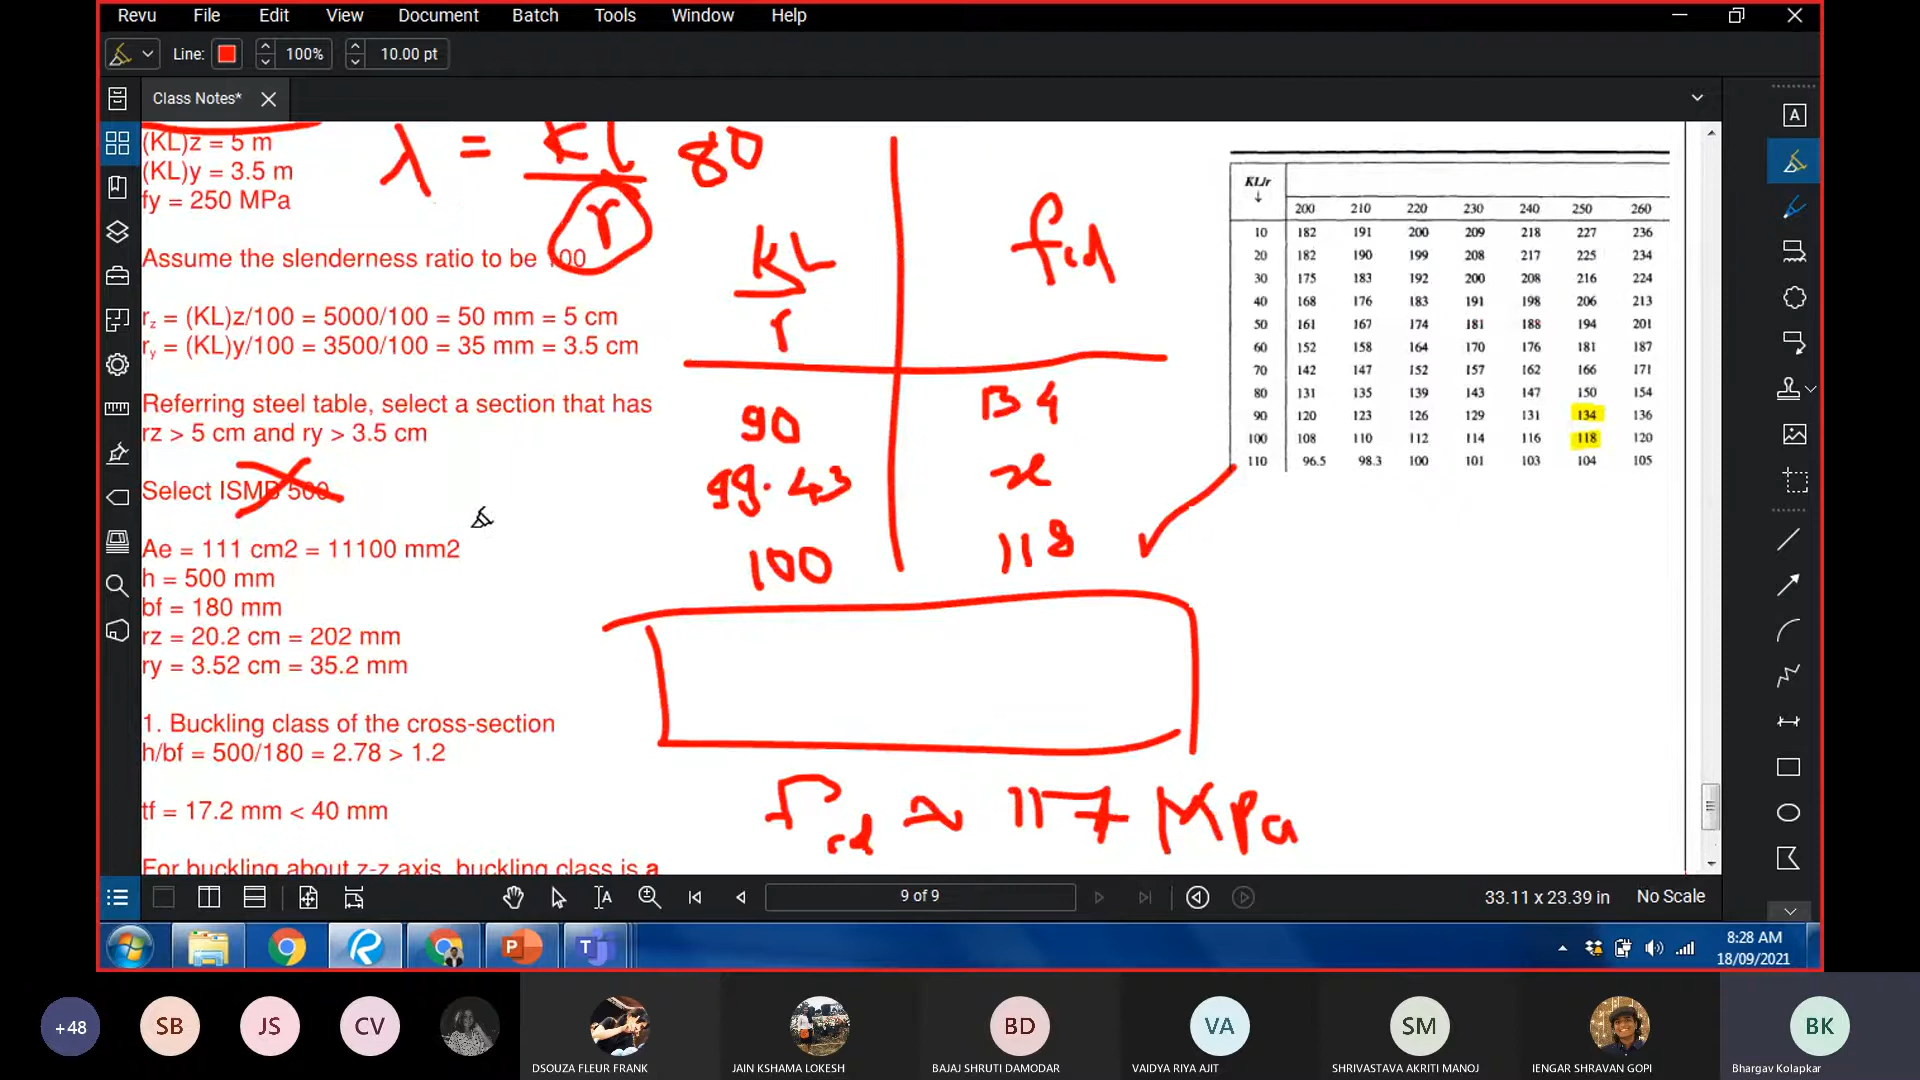 Revu File Edit View Document Batch Tools Window Help
Line: 100% 10.00 pt
Class Notes*
(KL)z = 5 m
(KL)y = 3.5 m
fy = 250 MPa
Assume the slenderness ratio to be 100
rz = (KL)z/100 = 5000/100 = 50 mm = 5 cm
ry = (KL)y/100 = 3500/100 = 35 mm = 3.5 cm
Referring steel table, select a section that has
rz > 5 cm and ry > 3.5 cm
Select ISMB 500
Ae = 111 cm2 = 11100 mm2
h = 500 mm
bf = 180 mm
rz = 20.2 cm = 202 mm
ry = 3.52 cm = 35.2 mm
1. Buckling class of the cross-section
h/bf = 500/180 = 2.78 > 1.2
tf = 17.2 mm < 40 mm
For buckling about z-z axis, buckling class is a
λ = KL 80
r
KL
r
fcd
90 134
99.43 x
100 118
fcd ≈ 117 MPa
KL/r
↓
200 210 220 230 240 250 260
10 182 191 200 209 218 227 236
20 182 190 199 208 217 225 234
30 175 183 192 200 208 216 224
40 168 176 183 191 198 206 213
50 161 167 174 181 188 194 201
60 152 158 164 170 176 181 187
70 142 147 152 157 162 166 171
80 131 135 139 143 147 150 154
90 120 123 126 129 131 134 136
100 108 110 112 114 116 118 120
110 96.5 98.3 100 101 103 104 105
9 of 9
33.11 x 23.39 in No Scale
8:28 AM
18/09/2021
+48 SB JS CV BD VA SM BK
DSOUZA FLEUR FRANK JAIN KSHAMA LOKESH BAJAJ SHRUTI DAMODAR VAIDYA RIYA AJIT SHRIVASTAVA AKRITI MANOJ IENGAR SHRAVAN GOPI Bhargav Kolapkar